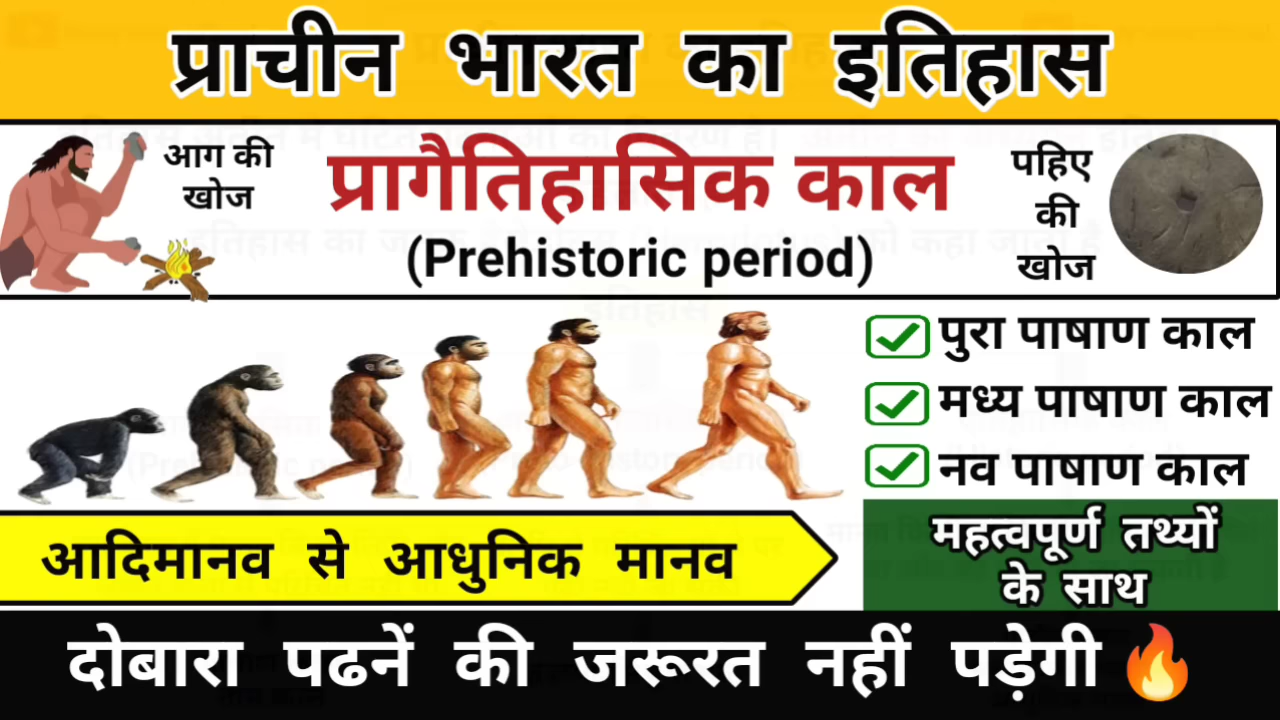 प्राचीन भारत का इतिहास
आग की
खोज
प्रागैतिहासिक काल
(Prehistoric period)
पहिए
की
खोज
पुरा पाषाण काल
मध्य पाषाण काल
नव पाषाण काल
आदिमानव से आधुनिक मानव
महत्वपूर्ण तथ्यों
के साथ
दोबारा पढनें की जरूरत नहीं पड़ेगी🔥